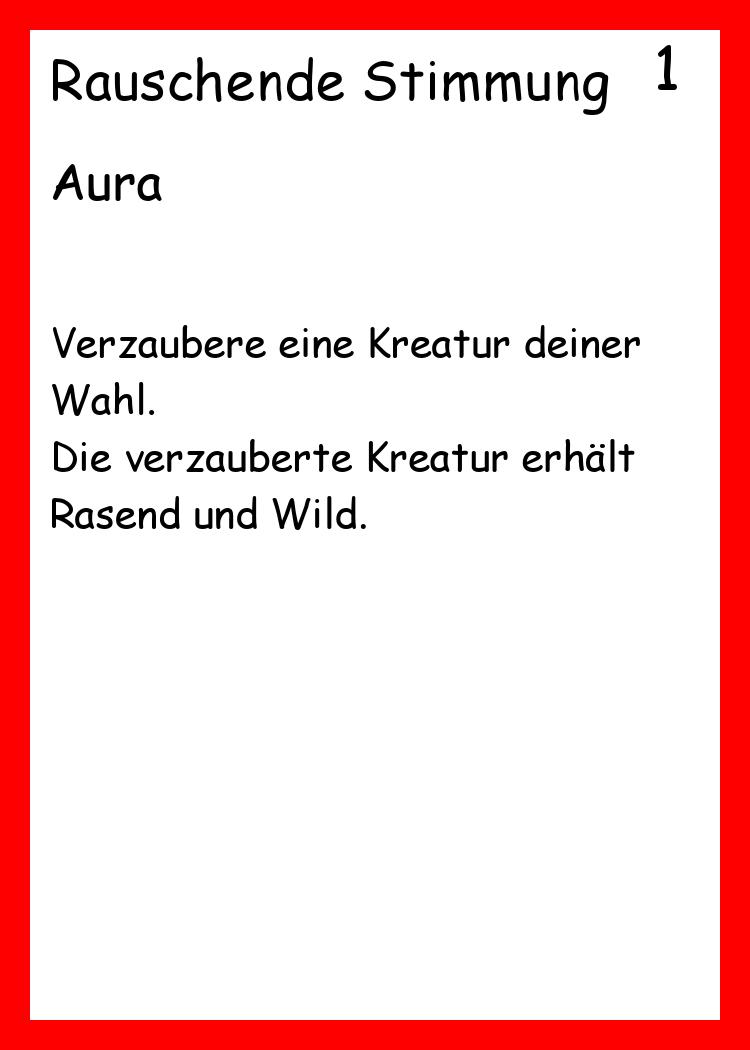 Rauschende Stimmung 1
Aura
Verzaubere eine Kreatur deiner
Wahl.
Die verzauberte Kreatur erhält
Rasend und Wild.